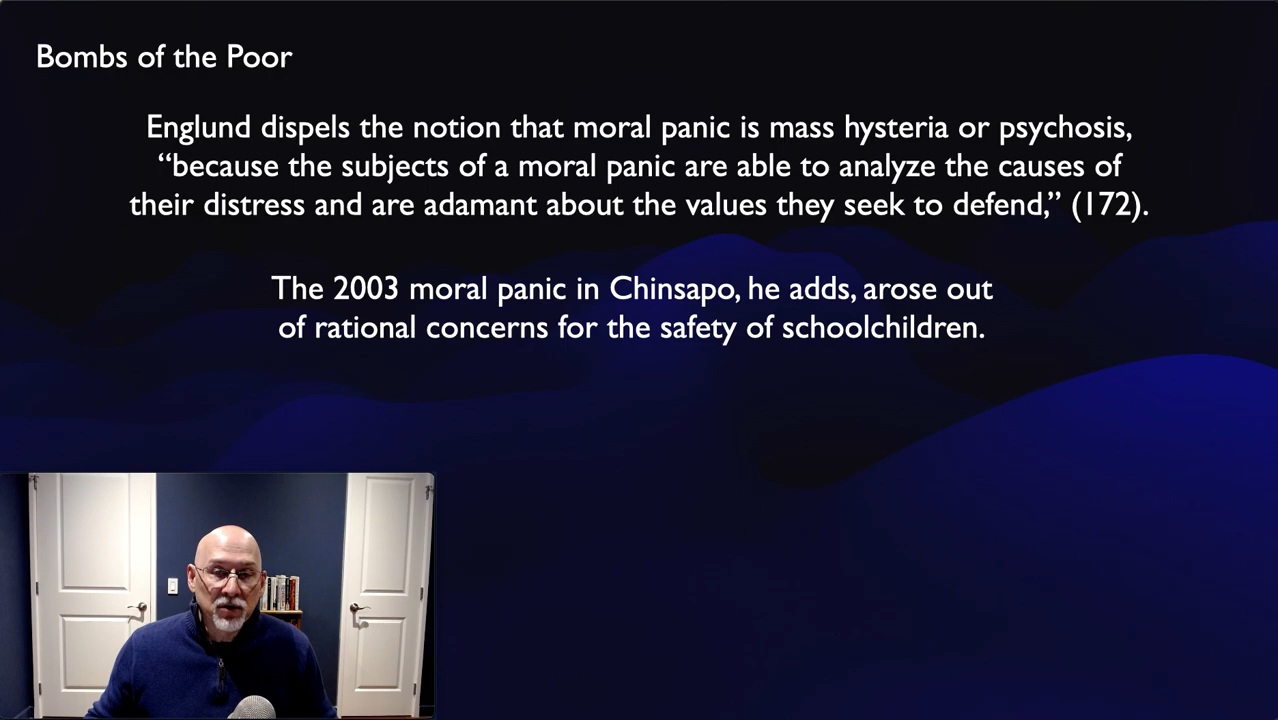 Bombs of the Poor
Englund dispels the notion that moral panic is mass hysteria or psychosis,
“because the subjects of a moral panic are able to analyze the causes of
their distress and are adamant about the values they seek to defend,” (172).
The 2003 moral panic in Chinsapo, he adds, arose out
of rational concerns for the safety of schoolchildren.